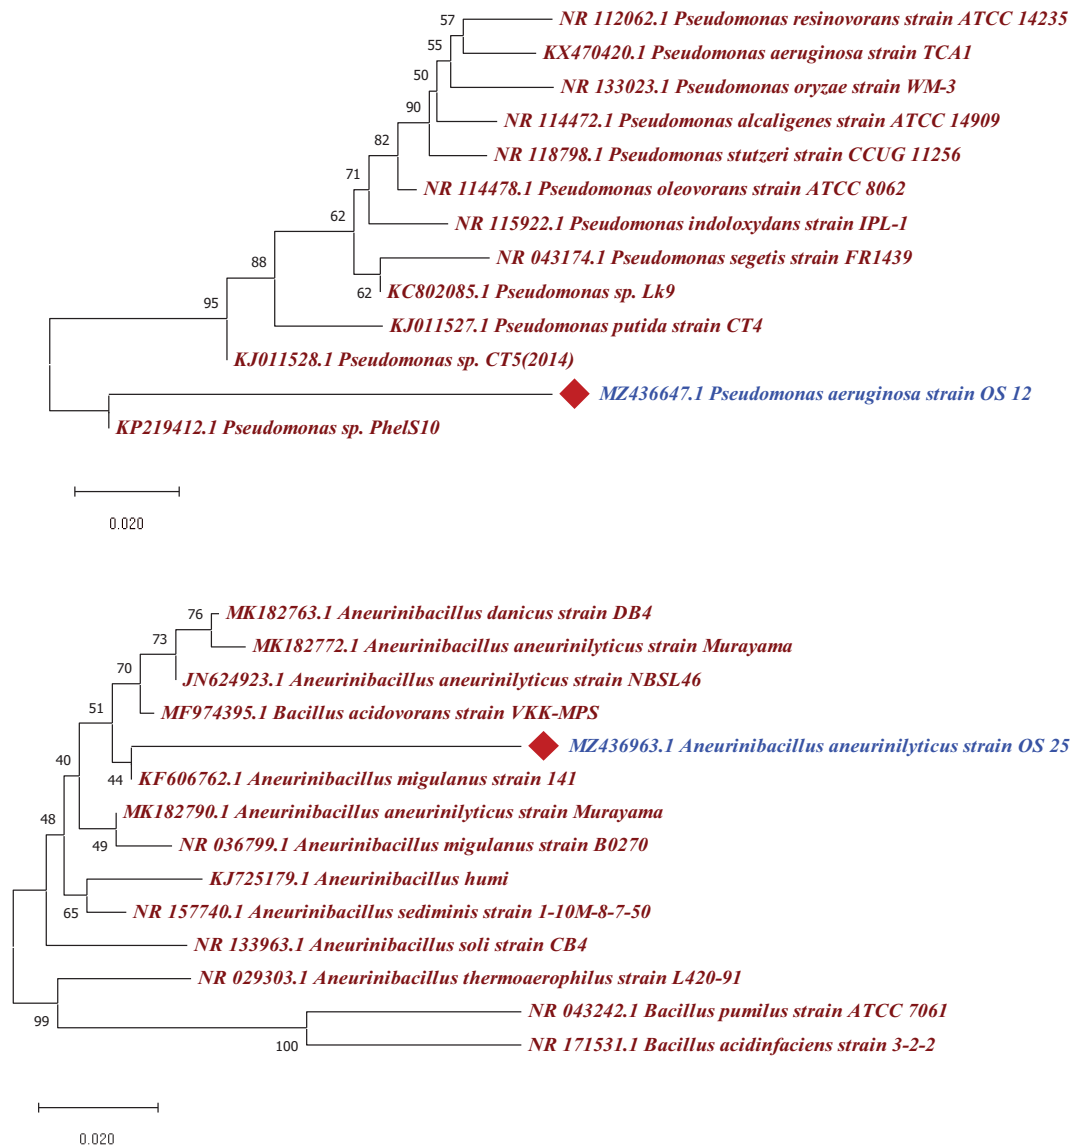 57
NR 112062.1 Pseudomonas resinovorans strain ATCC 14235
55
KX470420.1 Pseudomonas aeruginosa strain TCA1
50
NR 133023.1 Pseudomonas oryzae strain WM-3
90
NR 114472.1 Pseudomonas alcaligenes strain ATCC 14909
82
NR 118798.1 Pseudomonas stutzeri strain CCUG 11256
71
NR 114478.1 Pseudomonas oleovorans strain ATCC 8062
62
NR 115922.1 Pseudomonas indoloxydans strain IPL-1
88
NR 043174.1 Pseudomonas segetis strain FR1439
62
KC802085.1 Pseudomonas sp. Lk9
95
KJ011527.1 Pseudomonas putida strain CT4
KJ011528.1 Pseudomonas sp. CT5(2014)
MZ436647.1 Pseudomonas aeruginosa strain OS 12
KP219412.1 Pseudomonas sp. PhelS10
0.020
76
MK182763.1 Aneurinibacillus danicus strain DB4
73
MK182772.1 Aneurinibacillus aneurinilyticus strain Murayama
70
JN624923.1 Aneurinibacillus aneurinilyticus strain NBSL46
51
MF974395.1 Bacillus acidovorans strain VKK-MPS
40
MZ436963.1 Aneurinibacillus aneurinilyticus strain OS 25
44
KF606762.1 Aneurinibacillus migulanus strain 141
48
MK182790.1 Aneurinibacillus aneurinilyticus strain Murayama
49
NR 036799.1 Aneurinibacillus migulanus strain B0270
KJ725179.1 Aneurinibacillus humi
65
NR 157740.1 Aneurinibacillus sediminis strain 1-10M-8-7-50
NR 133963.1 Aneurinibacillus soli strain CB4
NR 029303.1 Aneurinibacillus thermoaerophilus strain L420-91
99
NR 043242.1 Bacillus pumilus strain ATCC 7061
100
NR 171531.1 Bacillus acidinfaciens strain 3-2-2
0.020